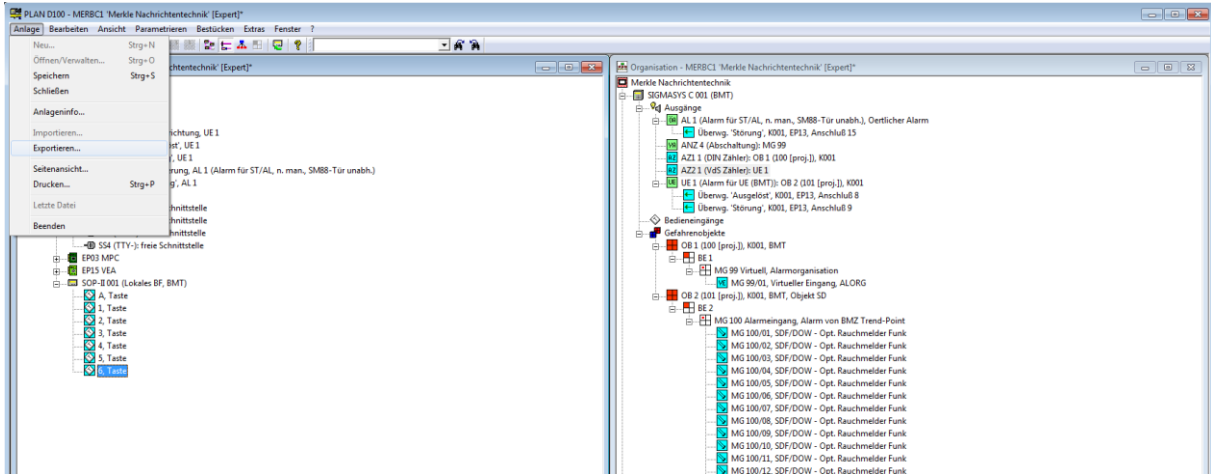 PLAN D100 - MERBC1 'Merkle Nachrichtentechnik' [Expert]*
Anlage Bearbeiten Ansicht Parametrieren Bestücken Extras Fenster ?
Neu... Strg+N
Öffnen/Verwalten... Strg+O
Speichern Strg+S
Schließen
Anlageninfo...
Importieren...
Exportieren...
Seitenansicht...
Drucken... Strg+P
Letzte Datei
Beenden
htentechnik' [Expert]*
ichtung, UE 1
öst', UE 1
g', UE 1
erung, AL 1 (Alarm für ST/AL, n. man., SM88-Tür unabh.)
g', AL 1
hnittstelle
hnittstelle
hnittstelle
SS4 (TTY-): freie Schnittstelle
EP03 MPC
EP15 VEA
SOP-II 001 (Lokales BF, BMT)
A, Taste
1, Taste
2, Taste
3, Taste
4, Taste
5, Taste
6, Taste
Organisation - MERBC1 'Merkle Nachrichtentechnik' [Expert]*
Merkle Nachrichtentechnik
SIGMASYS C 001 (BMT)
Ausgänge
AL 1 (Alarm für ST/AL, n. man., SM88-Tür unabh.), Oertlicher Alarm
Überwg. 'Störung', K001, EP13, Anschluß 15
ANZ 4 (Abschaltung): MG 99
AZ1 1 (DIN Zähler): OB 1 (100 [proj.]), K001
AZ2 1 (VdS Zähler): UE 1
UE 1 (Alarm für UE (BMT)): OB 2 (101 [proj.]), K001
Überwg. 'Ausgelöst', K001, EP13, Anschluß 8
Überwg. 'Störung', K001, EP13, Anschluß 9
Bedieneingänge
Gefahrenobjekte
OB 1 (100 [proj.]), K001, BMT
BE 1
MG 99 Virtuell, Alarmorganisation
MG 99/01, Virtueller Eingang, ALORG
OB 2 (101 [proj.]), K001, BMT, Objekt SD
BE 2
MG 100 Alarmeingang, Alarm von BMZ Trend-Point
MG 100/01, SDF/DOW - Opt. Rauchmelder Funk
MG 100/02, SDF/DOW - Opt. Rauchmelder Funk
MG 100/03, SDF/DOW - Opt. Rauchmelder Funk
MG 100/04, SDF/DOW - Opt. Rauchmelder Funk
MG 100/05, SDF/DOW - Opt. Rauchmelder Funk
MG 100/06, SDF/DOW - Opt. Rauchmelder Funk
MG 100/07, SDF/DOW - Opt. Rauchmelder Funk
MG 100/08, SDF/DOW - Opt. Rauchmelder Funk
MG 100/09, SDF/DOW - Opt. Rauchmelder Funk
MG 100/10, SDF/DOW - Opt. Rauchmelder Funk
MG 100/11, SDF/DOW - Opt. Rauchmelder Funk
MG 100/12, SDF/DOW - Opt. Rauchmelder Funk